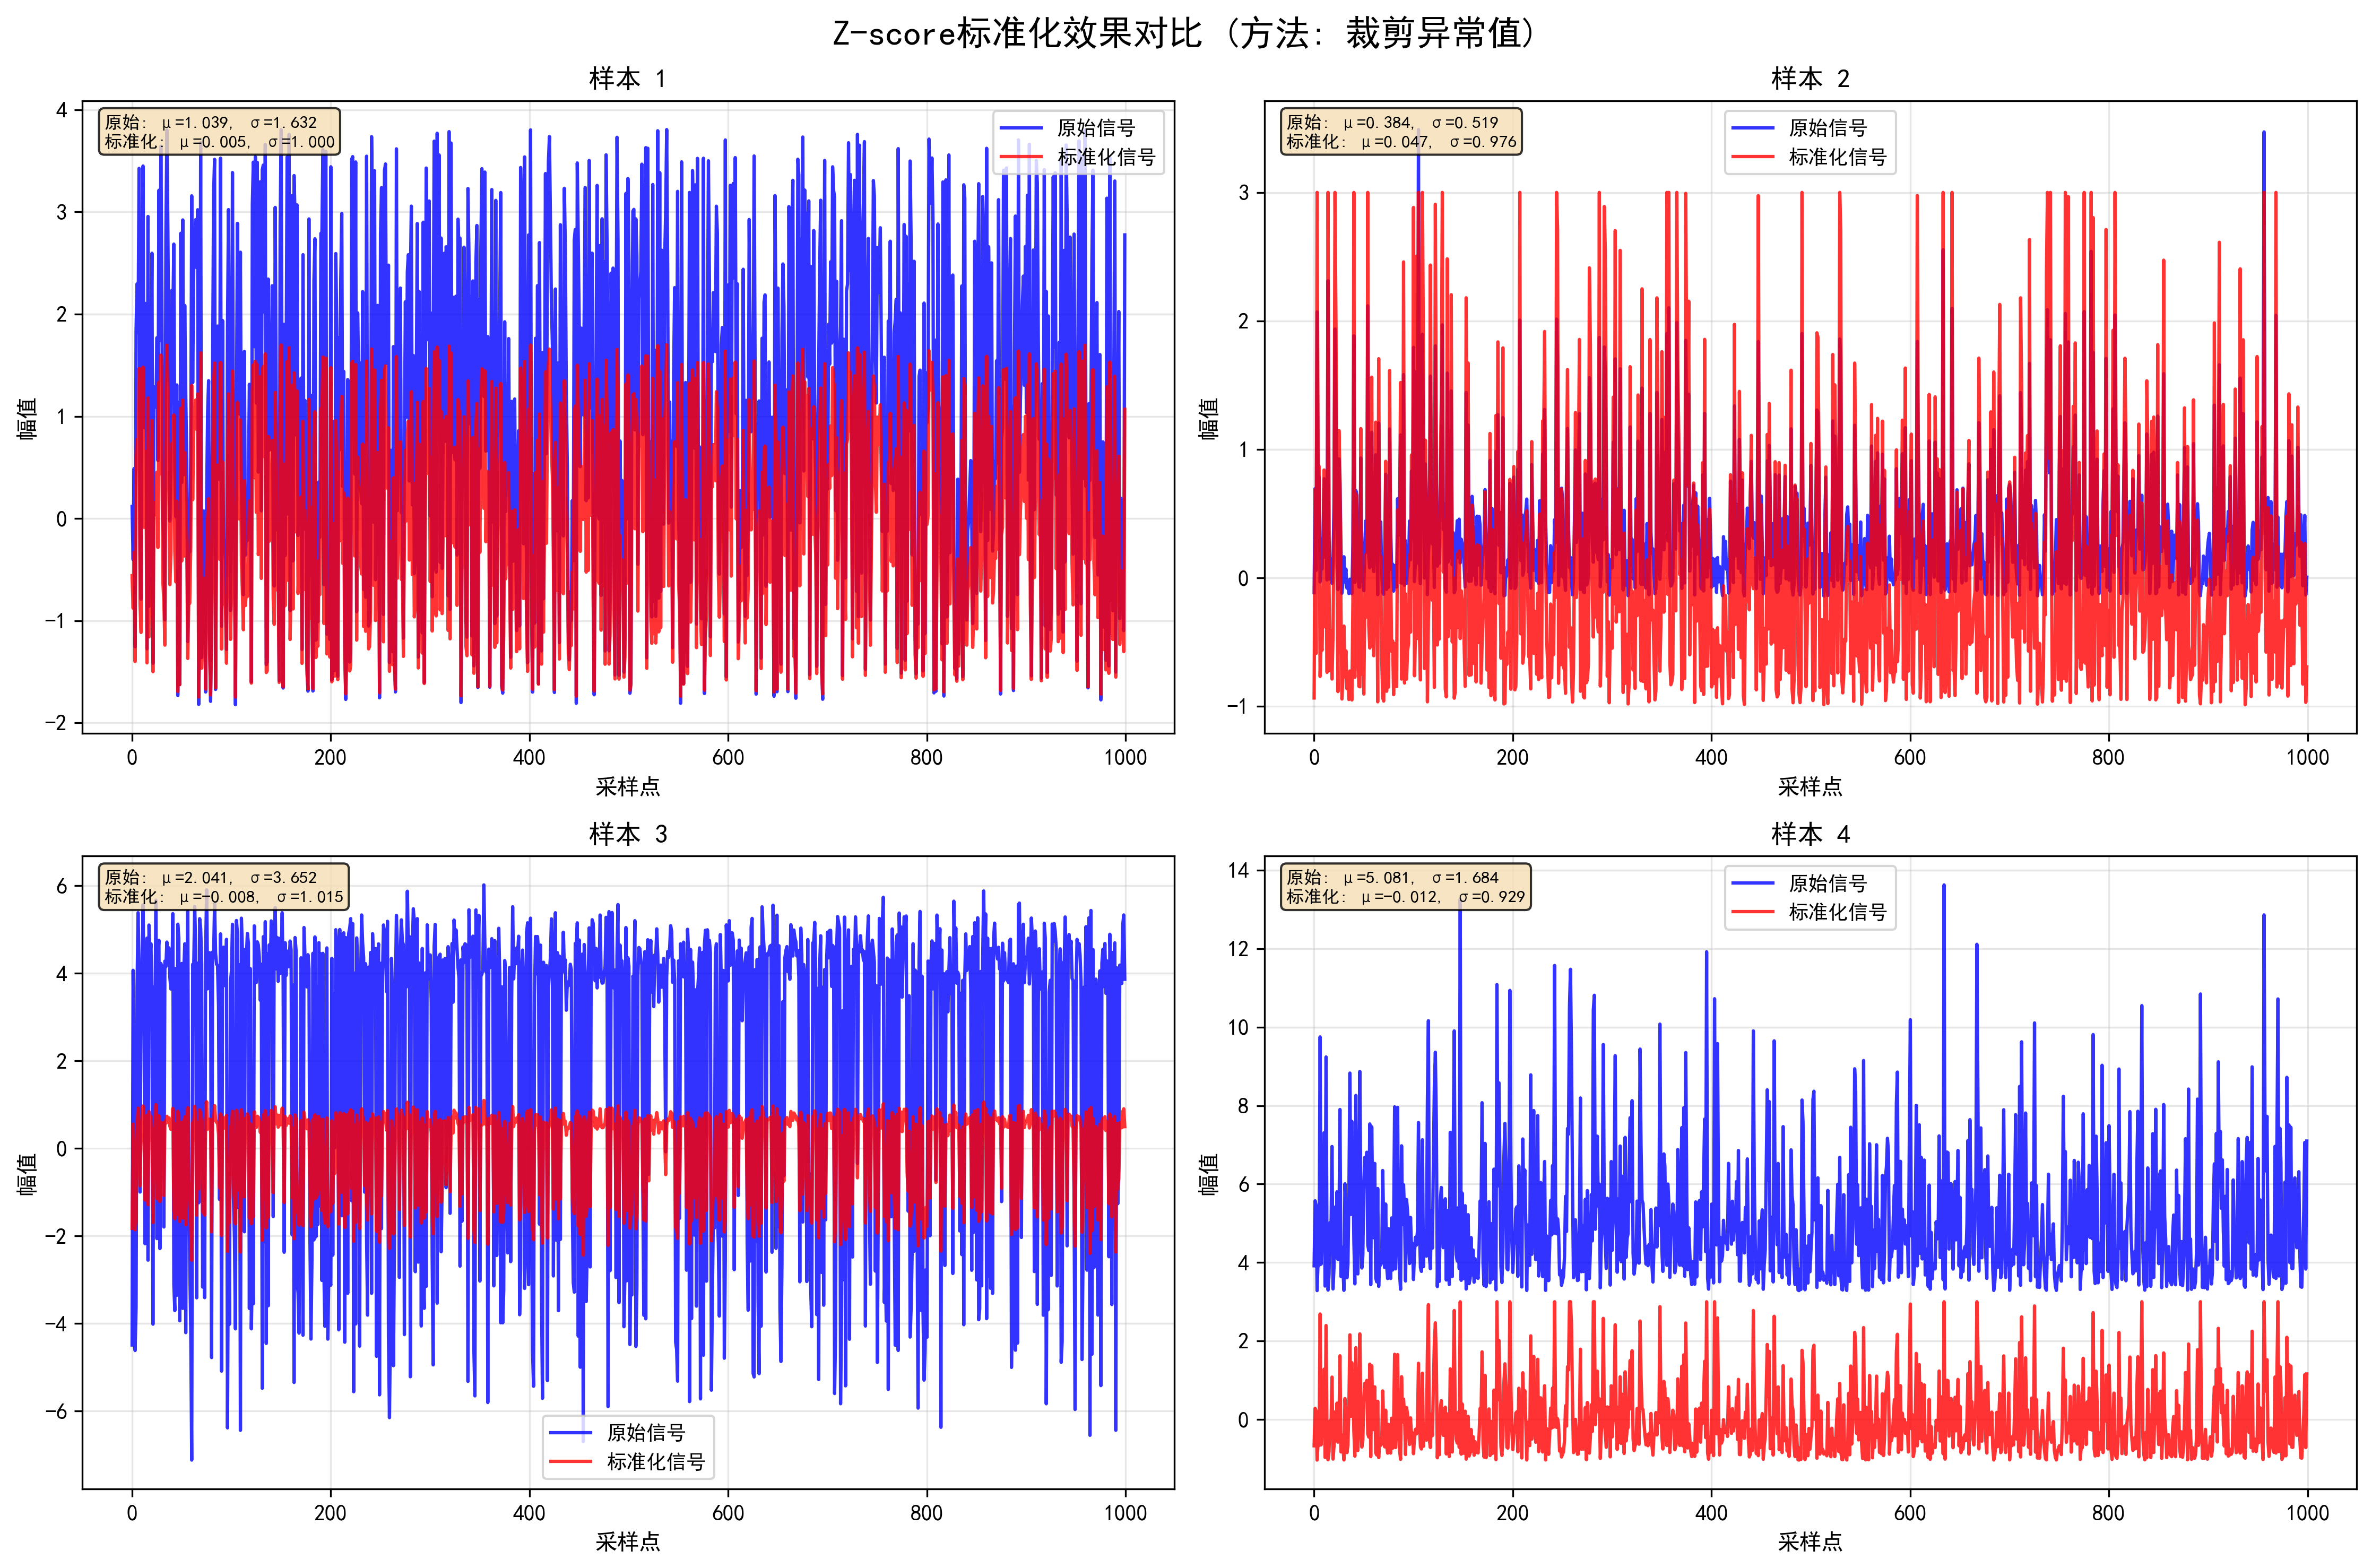 Z-score标准化效果对比 (方法: 裁剪异常值)
样本 1
原始: μ=1.039, σ=1.632
标准化: μ=0.005, σ=1.000
原始信号
标准化信号
4
3
2
1
0
−1
−2
幅值
0 200 400 600 800 1000
采样点
样本 2
原始: μ=0.384, σ=0.519
标准化: μ=0.047, σ=0.976
原始信号
标准化信号
3
2
1
0
−1
幅值
0 200 400 600 800 1000
采样点
样本 3
原始: μ=2.041, σ=3.652
标准化: μ=−0.008, σ=1.015
6
4
2
0
−2
−4
−6
幅值
原始信号
标准化信号
0 200 400 600 800 1000
采样点
样本 4
原始: μ=5.081, σ=1.684
标准化: μ=−0.012, σ=0.929
原始信号
标准化信号
14
12
10
8
6
4
2
0
幅值
0 200 400 600 800 1000
采样点